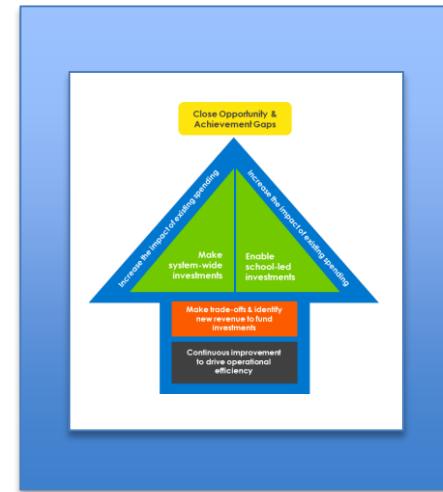 Close Opportunity &
Achievement Gaps
Increase the impact of existing spending
Increase the impact of existing spending
Make
system-wide
investments
Enable
school-led
investments
Make trade-offs & identify
new revenue to fund
investments
Continuous improvement
to drive operational
efficiency